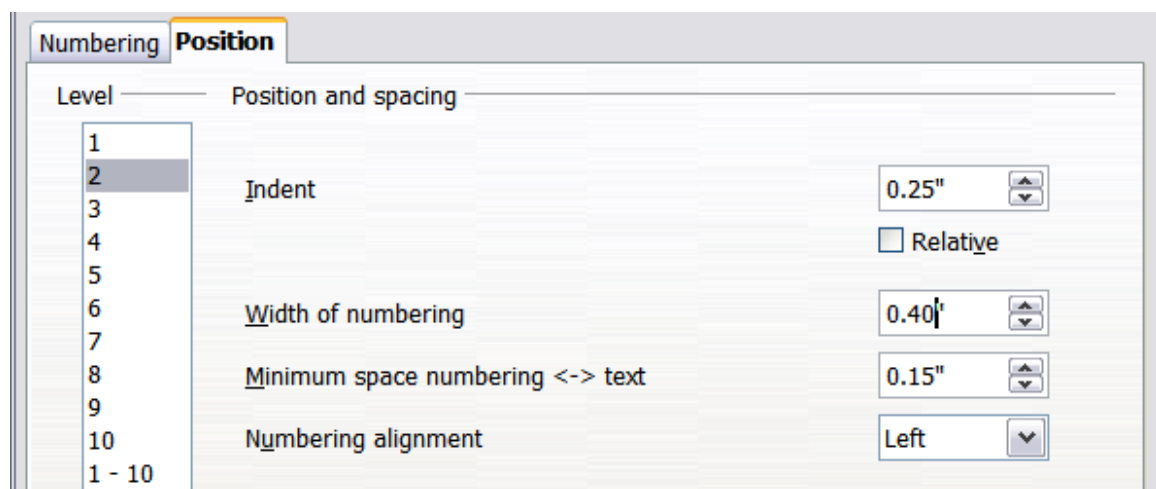 Numbering Position
Level Position and spacing
1
2
Indent 0.25"
3
4
Relative
5
6
Width of numbering 0.40"
7
8
Minimum space numbering <-> text 0.15"
9
10
Numbering alignment Left
1 - 10